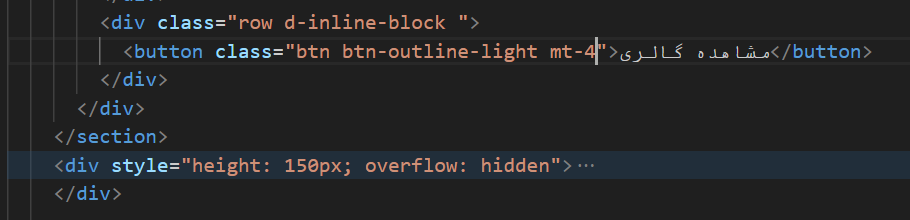 </div>
<div class="row d-inline-block ">
<button class="btn btn-outline-light mt-4">مشاهده گالری</button>
</div>
</div>
</section>
<div style="height: 150px; overflow: hidden">…
</div>